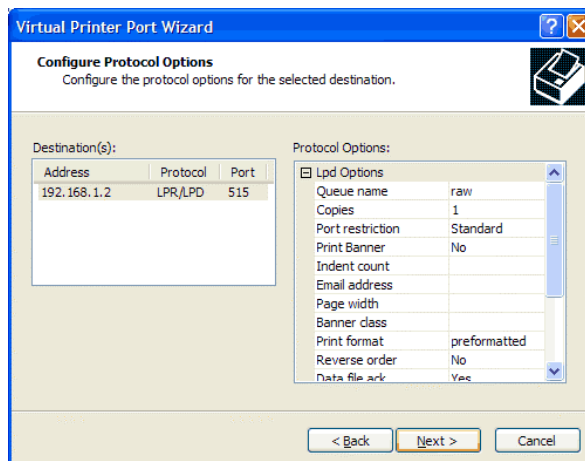 Virtual Printer Port Wizard
Configure Protocol Options
Configure the protocol options for the selected destination.
Destination(s):
Address Protocol Port
192.168.1.2 LPR/LPD 515
Protocol Options:
Lpd Options
Queue name raw
Copies 1
Port restriction Standard
Print Banner No
Indent count
Email address
Page width
Banner class
Print format preformatted
Reverse order No
Data file ack Yes
< Back Next > Cancel